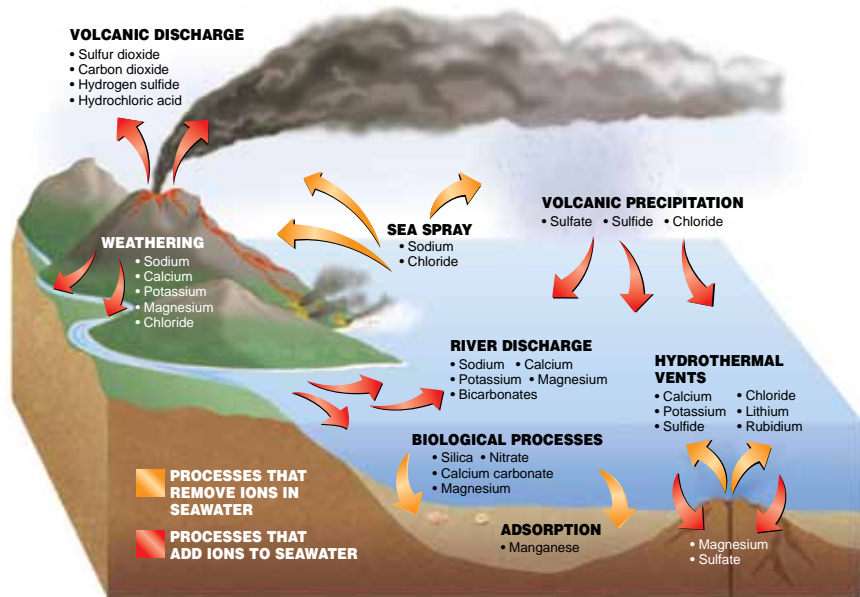 VOLCANIC DISCHARGE
• Sulfur dioxide
• Carbon dioxide
• Hydrogen sulfide
• Hydrochloric acid
VOLCANIC PRECIPITATION
• Sulfate • Sulfide • Chloride
SEA SPRAY
• Sodium
• Chloride
WEATHERING
• Sodium
• Calcium
• Potassium
• Magnesium
• Chloride
RIVER DISCHARGE
• Sodium • Calcium
• Potassium • Magnesium
• Bicarbonates
HYDROTHERMAL
VENTS
• Calcium • Chloride
• Potassium • Lithium
• Sulfide • Rubidium
BIOLOGICAL PROCESSES
• Silica • Nitrate
• Calcium carbonate
• Magnesium
PROCESSES THAT
REMOVE IONS IN
SEAWATER
PROCESSES THAT
ADD IONS TO SEAWATER
ADSORPTION
• Manganese
• Magnesium
• Sulfate